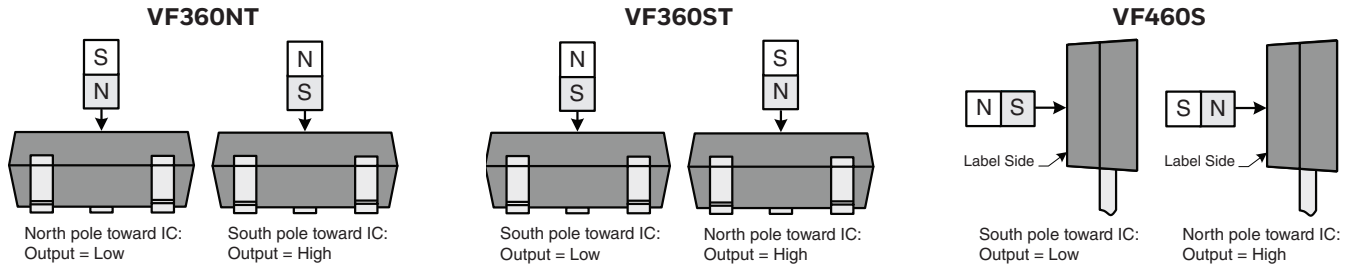 VF360NT
S
N
N
S
North pole toward IC:
Output = Low
South pole toward IC:
Output = High
VF360ST
N
S
S
N
South pole toward IC:
Output = Low
North pole toward IC:
Output = High
VF460S
N S
Label Side
S N
Label Side
South pole toward IC:
Output = Low
North pole toward IC:
Output = High